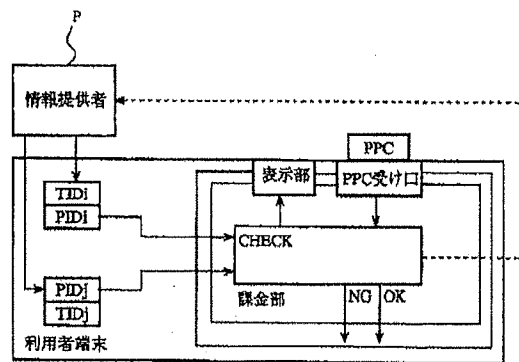 P
情報提供者
PPC
表示部
PPC受け口
TIDi
PIDi
CHECK
PIDj
TIDj
課金部
NG
OK
利用者端末